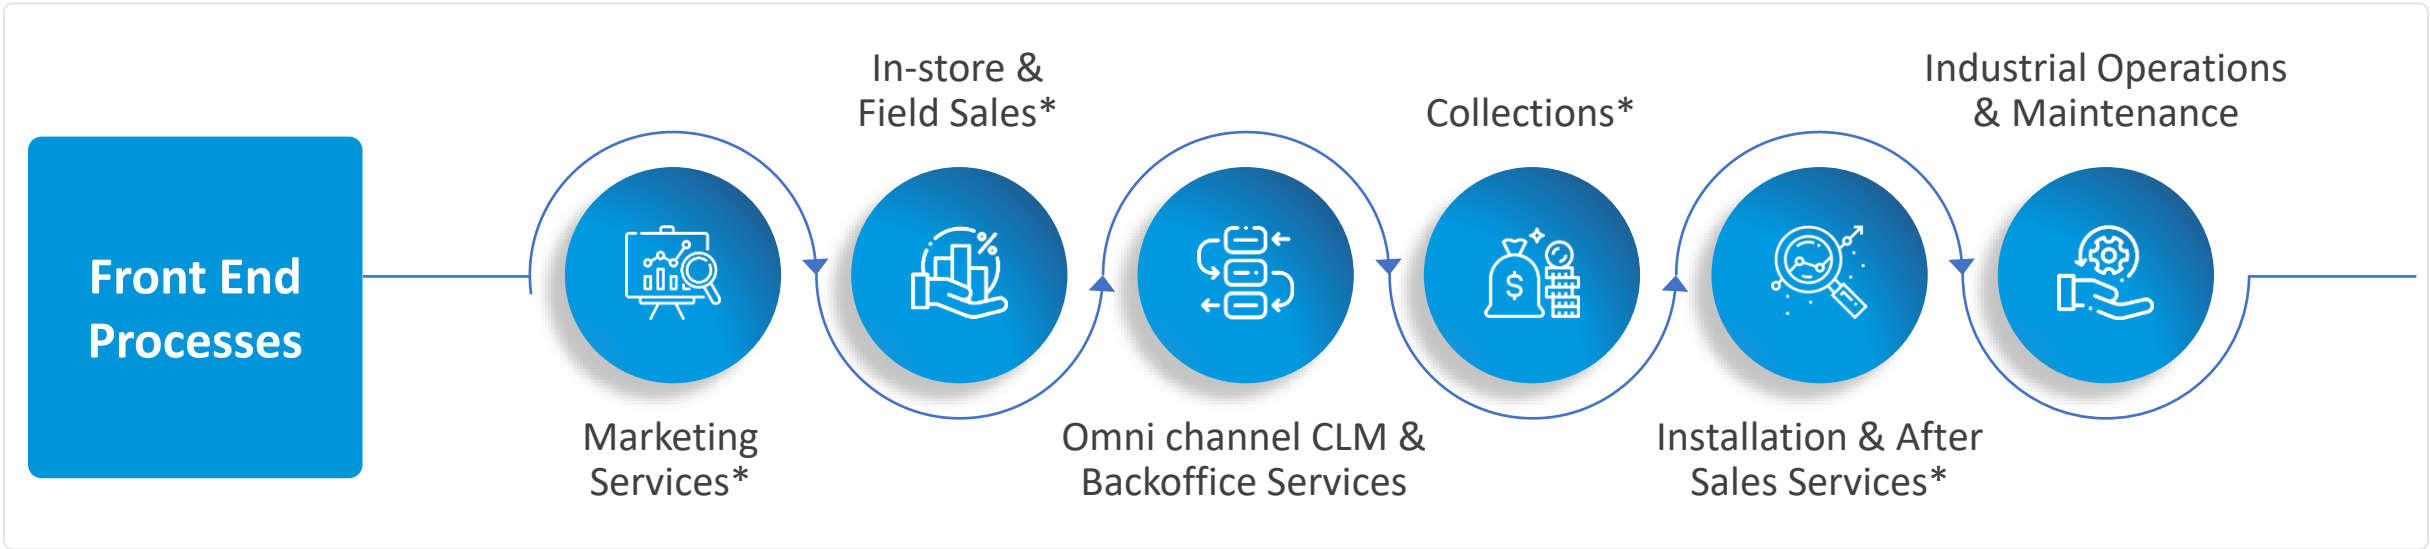 Front End
Processes
Marketing
Services*
In-store &
Field Sales*
%
Omni channel CLM &
Backoffice Services
Collections*
$
Installation & After
Sales Services*
Industrial Operations
& Maintenance